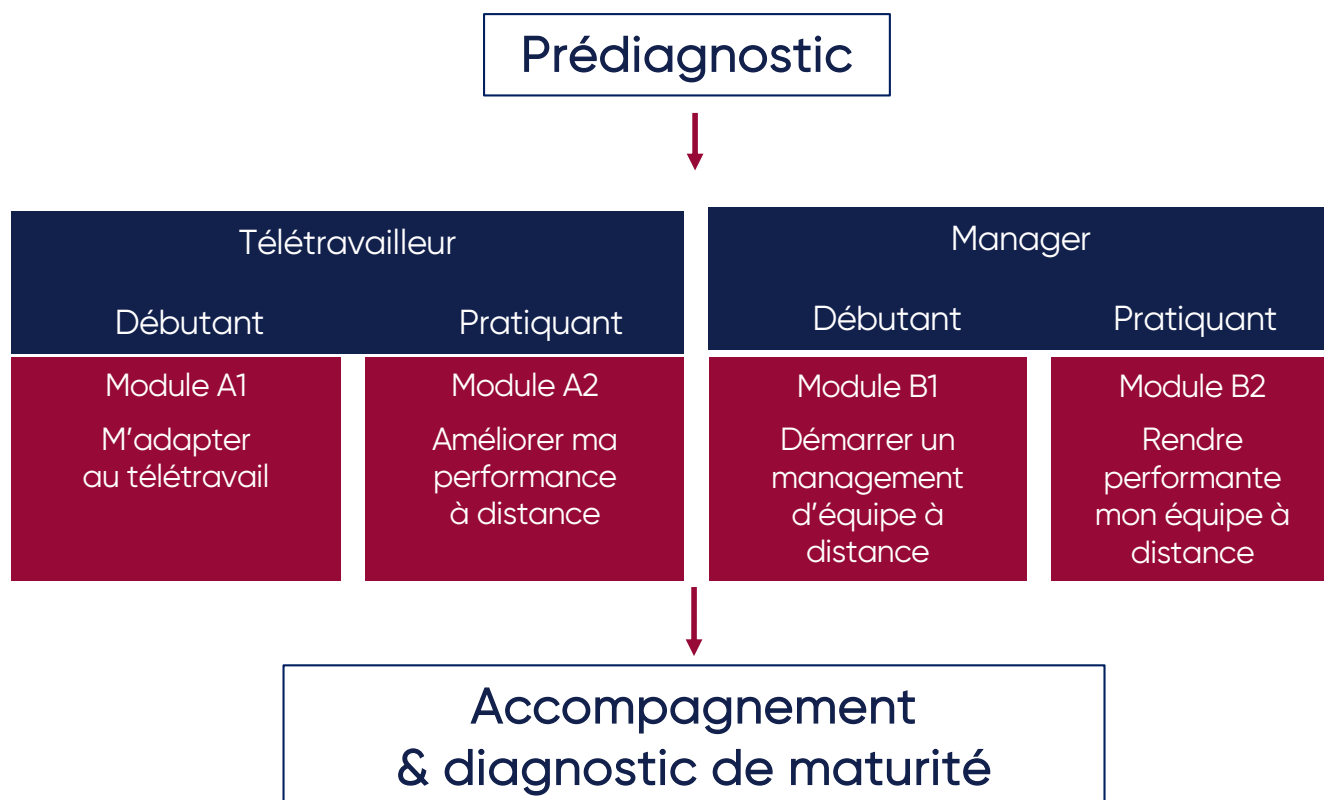 Prédiagnostic
Télétravailleur
Débutant
Pratiquant
Manager
Débutant
Pratiquant
Module A1
M’adapter
au télétravail
Module A2
Améliorer ma
performance
à distance
Module B1
Démarrer un
management
d’équipe à
distance
Module B2
Rendre
performante
mon équipe à
distance
Accompagnement
& diagnostic de maturité